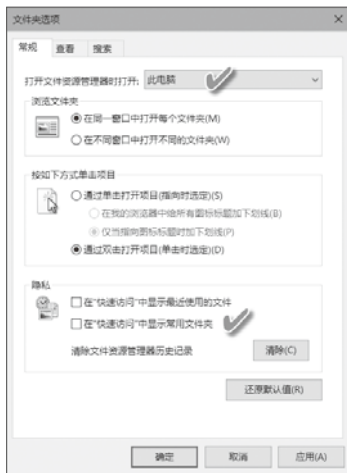 文件夹选项
常规 查看 搜索
打开文件资源管理器时打开: 此电脑
浏览文件夹
在同一窗口中打开每个文件夹(M)
在不同窗口中打开不同的文件夹(W)
按如下方式单击项目
通过单击打开项目(指向时选定)(S)
在我的浏览器中给所有图标标题加下划线(B)
仅当指向图标标题时加下划线(P)
通过双击打开项目(单击时选定)(D)
隐私
在"快速访问"中显示最近使用的文件
在"快速访问"中显示常用文件夹
清除文件资源管理器历史记录 清除(C)
还原默认值(R)
确定 取消 应用(A)